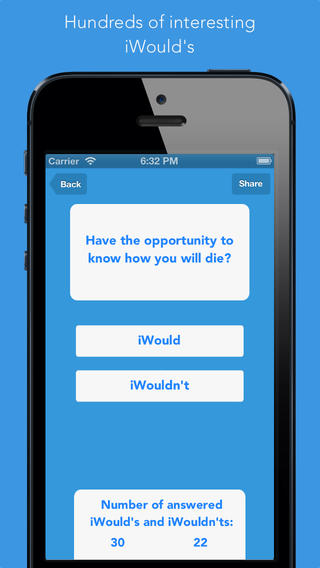 Hundreds of interesting
iWould's
Carrier 6:32 PM
Back Share
Have the opportunity to
know how you will die?
iWould
iWouldn't
Number of answered
iWould's and iWouldn'ts:
30 22